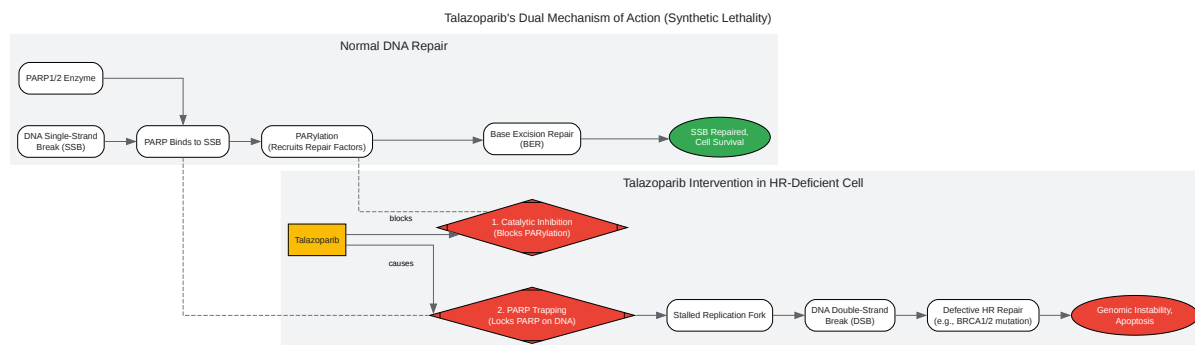 Talazoparib's Dual Mechanism of Action (Synthetic Lethality)
Normal DNA Repair
PARP1/2 Enzyme
DNA Single-Strand
Break (SSB)
PARP Binds to SSB
PARylation
(Recruits Repair Factors)
Base Excision Repair
(BER)
SSB Repaired,
Cell Survival
Talazoparib Intervention in HR-Deficient Cell
blocks
1. Catalytic Inhibition
(Blocks PARylation)
Talazoparib
causes
2. PARP Trapping
(Locks PARP on DNA)
Stalled Replication Fork
DNA Double-Strand
Break (DSB)
Defective HR Repair
(e.g., BRCA1/2 mutation)
Genomic Instability,
Apoptosis